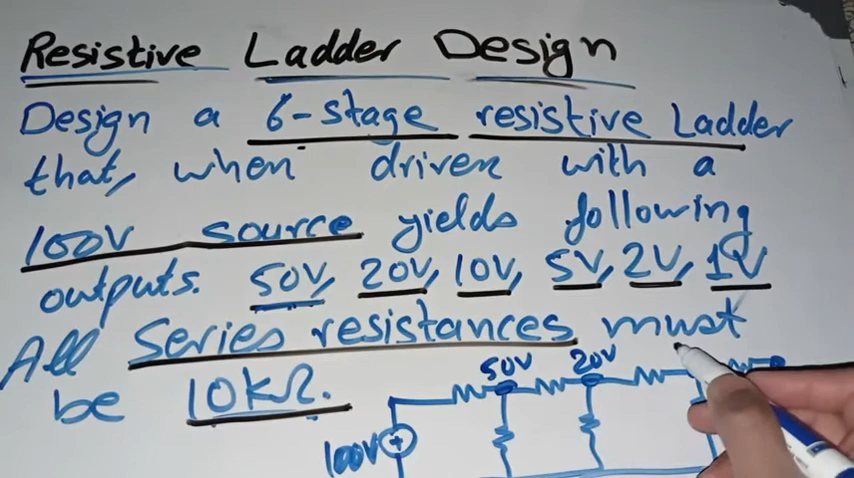 Resistive Ladder Design
Design a 6-stage resistive Ladder
that, when driven with a
100V source yields following
outputs. 50V, 20V, 10V, 5V, 2V, 1V
All Series resistances must
be 10kΩ.
50V 20V
100V